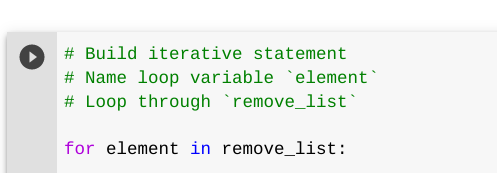 # Build iterative statement
# Name loop variable `element`
# Loop through `remove_list`
for element in remove_list: